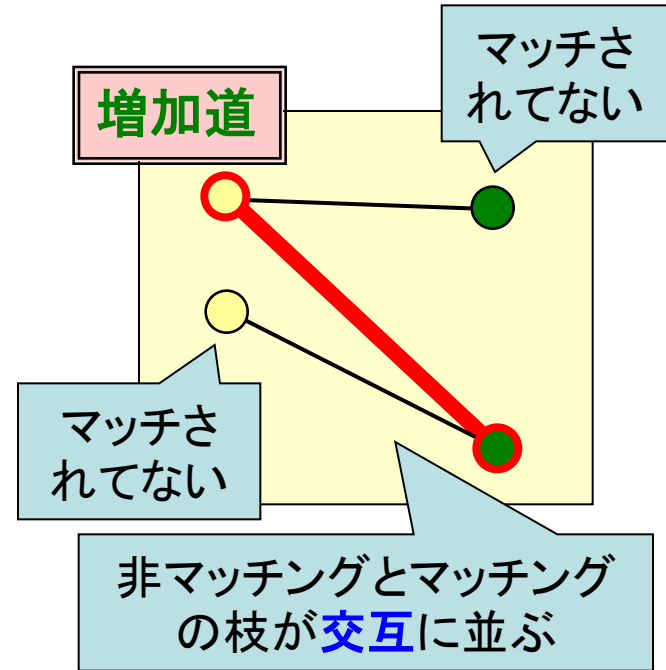 マッチさ
れてない
増加道
マッチさ
れてない
非マッチングとマッチング
の枝が交互に並ぶ